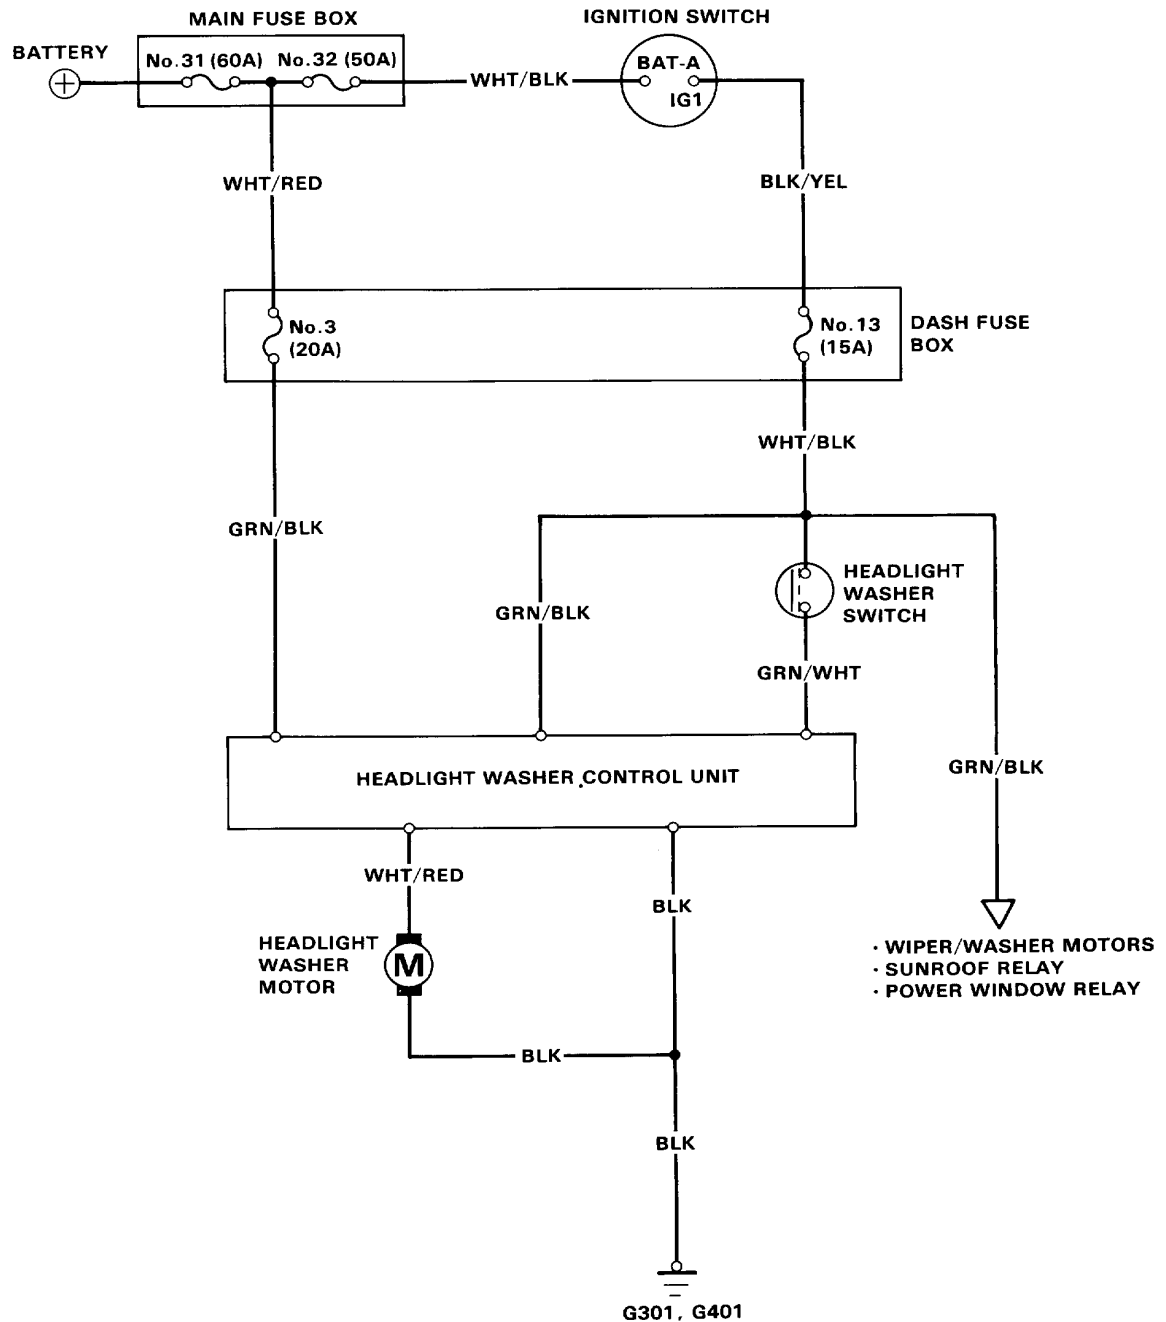 MAIN FUSE BOX
IGNITION SWITCH
BATTERY
No.31 (60A) No.32 (50A)
BAT-A
WHT/BLK
IG1
WHT/RED
BLK/YEL
No.3
(20A)
No.13
(15A)
DASH FUSE
BOX
WHT/BLK
GRN/BLK
HEADLIGHT
WASHER
SWITCH
GRN/BLK
GRN/WHT
GRN/BLK
HEADLIGHT WASHER CONTROL UNIT
WHT/RED
BLK
HEADLIGHT
WASHER
MOTOR
M
· WIPER/WASHER MOTORS
· SUNROOF RELAY
· POWER WINDOW RELAY
BLK
BLK
G301, G401